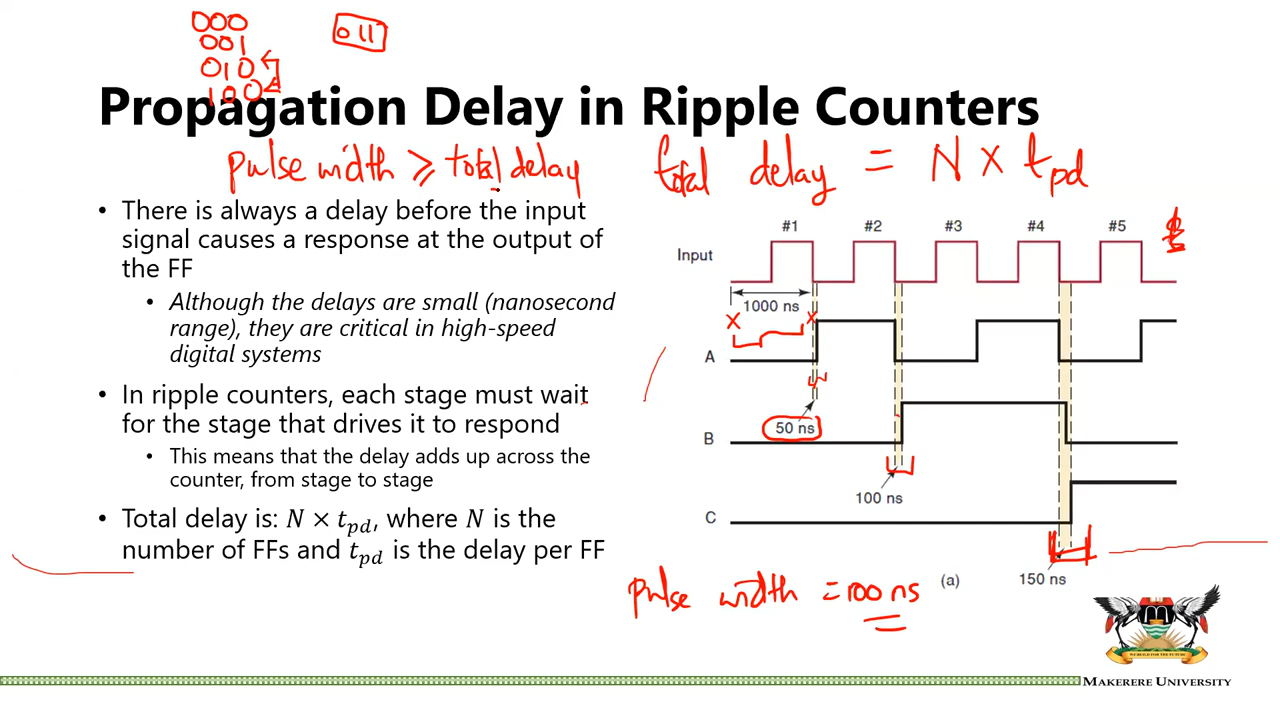 000
001
010
100
011
Propagation Delay in Ripple Counters
pulse width ≥ total delay
total delay = N × tpd
• There is always a delay before the input
signal causes a response at the output of
the FF
• Although the delays are small (nanosecond
range), they are critical in high-speed
digital systems
• In ripple counters, each stage must wait
for the stage that drives it to respond
• This means that the delay adds up across the
counter, from stage to stage
• Total delay is: N × tpd, where N is the
number of FFs and tpd is the delay per FF
#1 #2 #3 #4 #5
Input
1000 ns
x x
A
50 ns
B
100 ns
C
150 ns
(a)
pulse width = 100 ns
MAKERERE UNIVERSITY